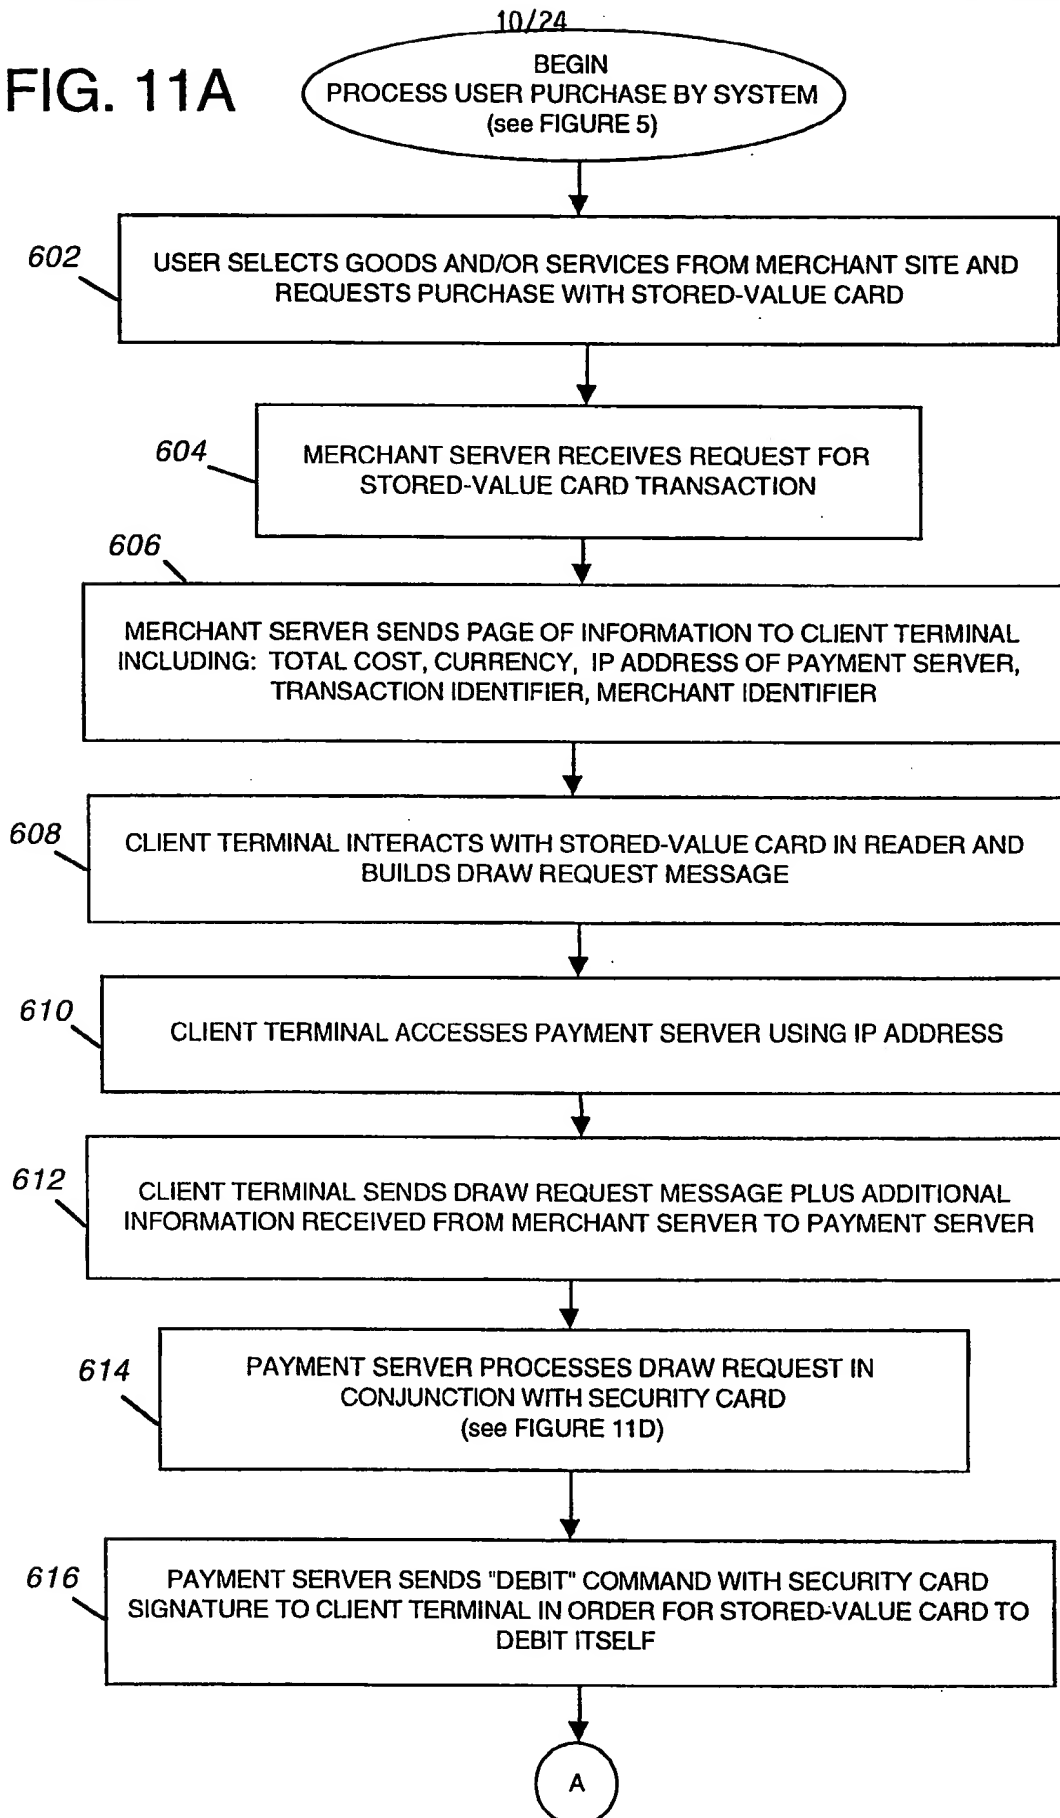 10/24
FIG. 11A
BEGIN
PROCESS USER PURCHASE BY SYSTEM
(see FIGURE 5)
602
USER SELECTS GOODS AND/OR SERVICES FROM MERCHANT SITE AND
REQUESTS PURCHASE WITH STORED-VALUE CARD
604
MERCHANT SERVER RECEIVES REQUEST FOR
STORED-VALUE CARD TRANSACTION
606
MERCHANT SERVER SENDS PAGE OF INFORMATION TO CLIENT TERMINAL
INCLUDING: TOTAL COST, CURRENCY, IP ADDRESS OF PAYMENT SERVER,
TRANSACTION IDENTIFIER, MERCHANT IDENTIFIER
608
CLIENT TERMINAL INTERACTS WITH STORED-VALUE CARD IN READER AND
BUILDS DRAW REQUEST MESSAGE
610
CLIENT TERMINAL ACCESSES PAYMENT SERVER USING IP ADDRESS
612
CLIENT TERMINAL SENDS DRAW REQUEST MESSAGE PLUS ADDITIONAL
INFORMATION RECEIVED FROM MERCHANT SERVER TO PAYMENT SERVER
614
PAYMENT SERVER PROCESSES DRAW REQUEST IN
CONJUNCTION WITH SECURITY CARD
(see FIGURE 11D)
616
PAYMENT SERVER SENDS "DEBIT" COMMAND WITH SECURITY CARD
SIGNATURE TO CLIENT TERMINAL IN ORDER FOR STORED-VALUE CARD TO
DEBIT ITSELF
A